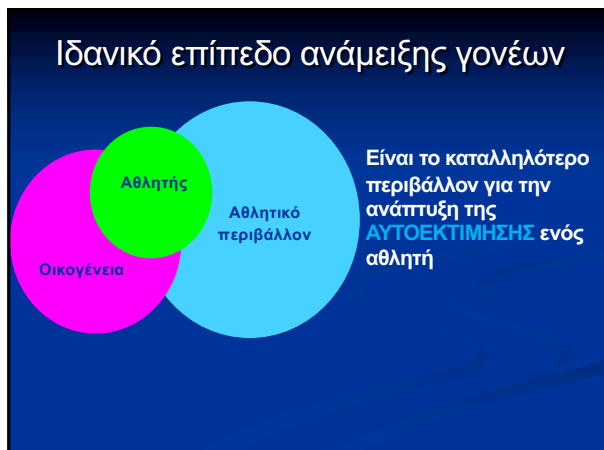 Ιδανικό επίπεδο ανάμειξης γονέων
Αθλητής
Αθλητικό
περιβάλλον
Οικογένεια
Είναι το καταλληλότερο
περιβάλλον για την
ανάπτυξη της
ΑΥΤΟΕΚΤΙΜΗΣΗΣ ενός
αθλητή